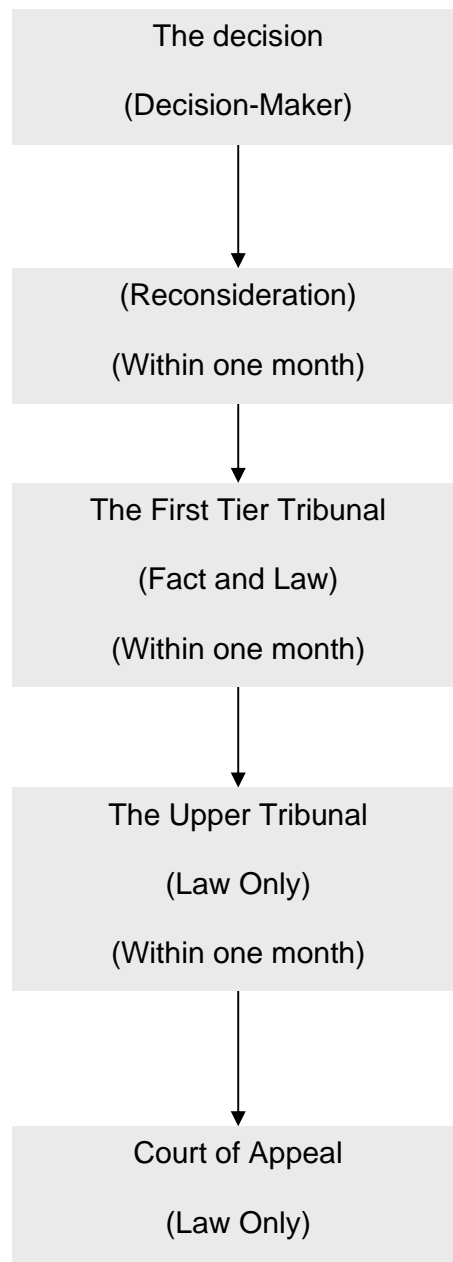 The decision
(Decision-Maker)
(Reconsideration)
(Within one month)
The First Tier Tribunal
(Fact and Law)
(Within one month)
The Upper Tribunal
(Law Only)
(Within one month)
Court of Appeal
(Law Only)